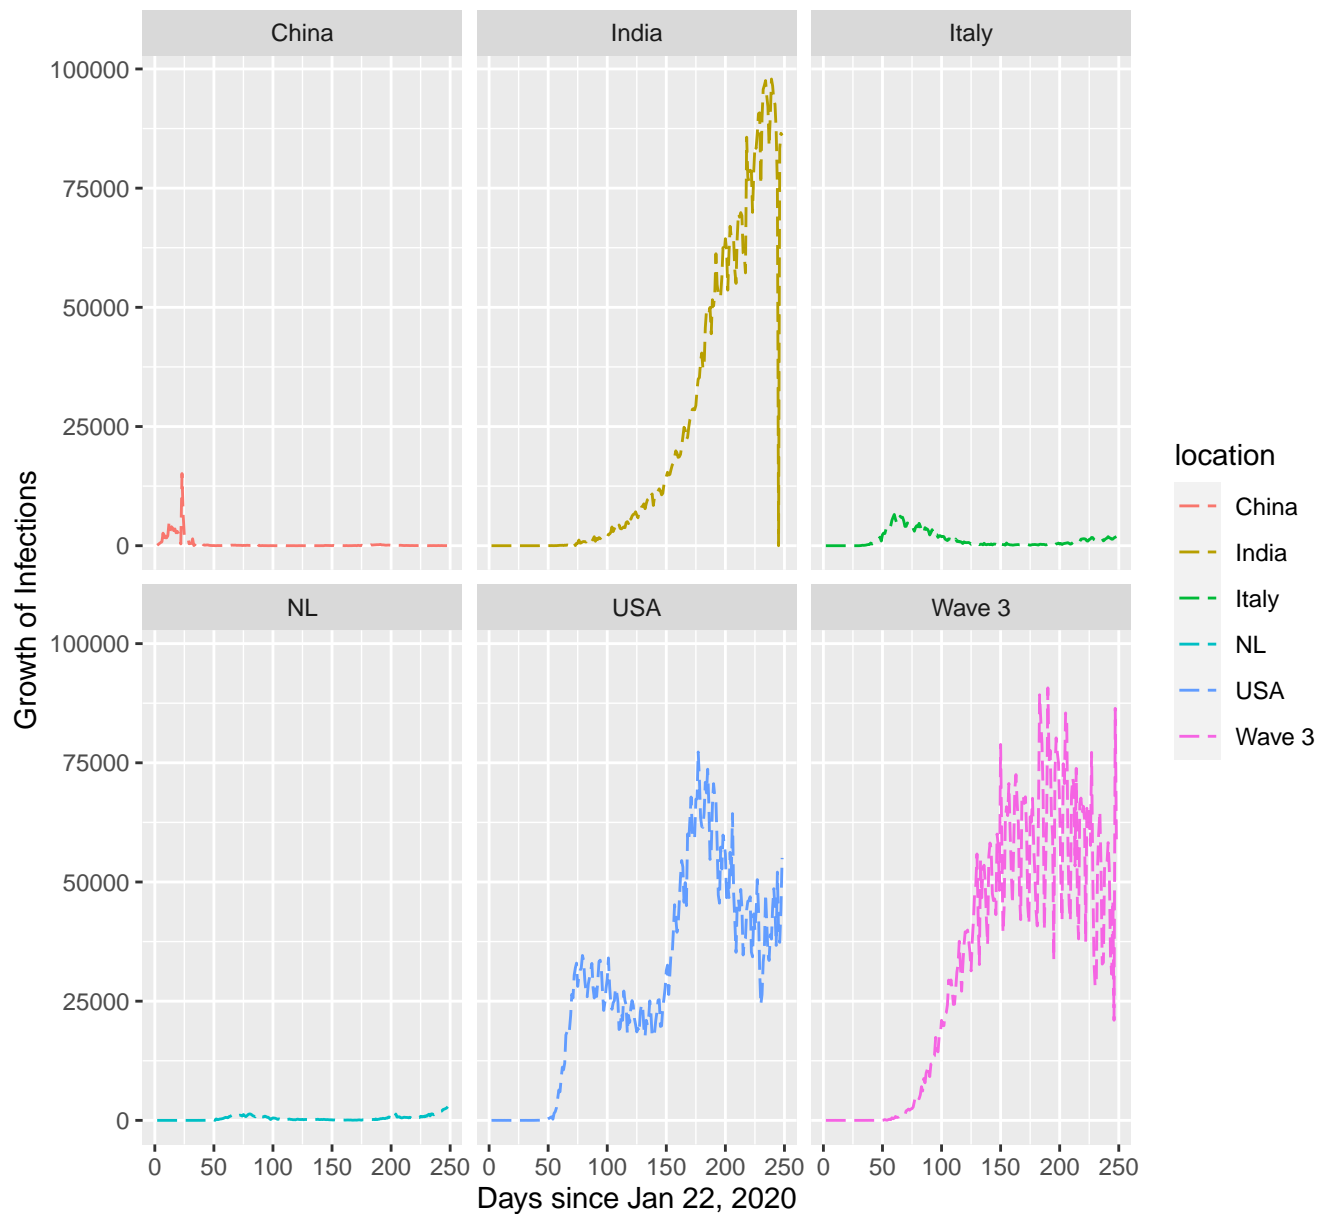 China
India
Italy
100000
75000
50000
25000
0
NL
USA
Wave 3
100000
75000
50000
25000
0
0 50 100 150 200 250
0 50 100 150 200 250
0 50 100 150 200 250
Days since Jan 22, 2020
Growth of Infections
location
China
India
Italy
NL
USA
Wave 3